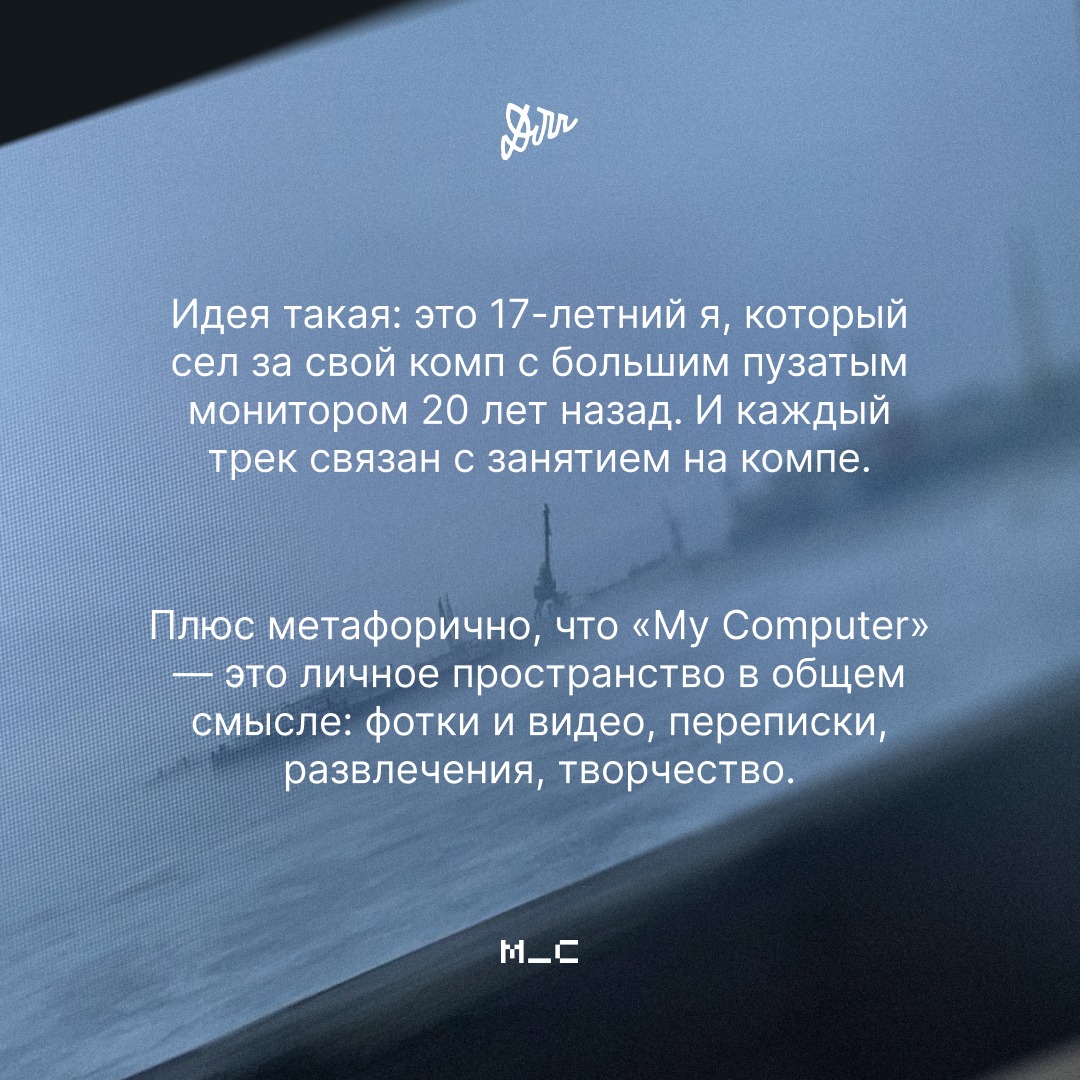 Идея такая: это 17-летний я, который
сел за свой комп с большим пузатым
монитором 20 лет назад. И каждый
трек связан с занятием на компе.
Плюс метафорично, что «My Computer»
— это личное пространство в общем
смысле: фотки и видео, переписки,
развлечения, творчество.
M_C